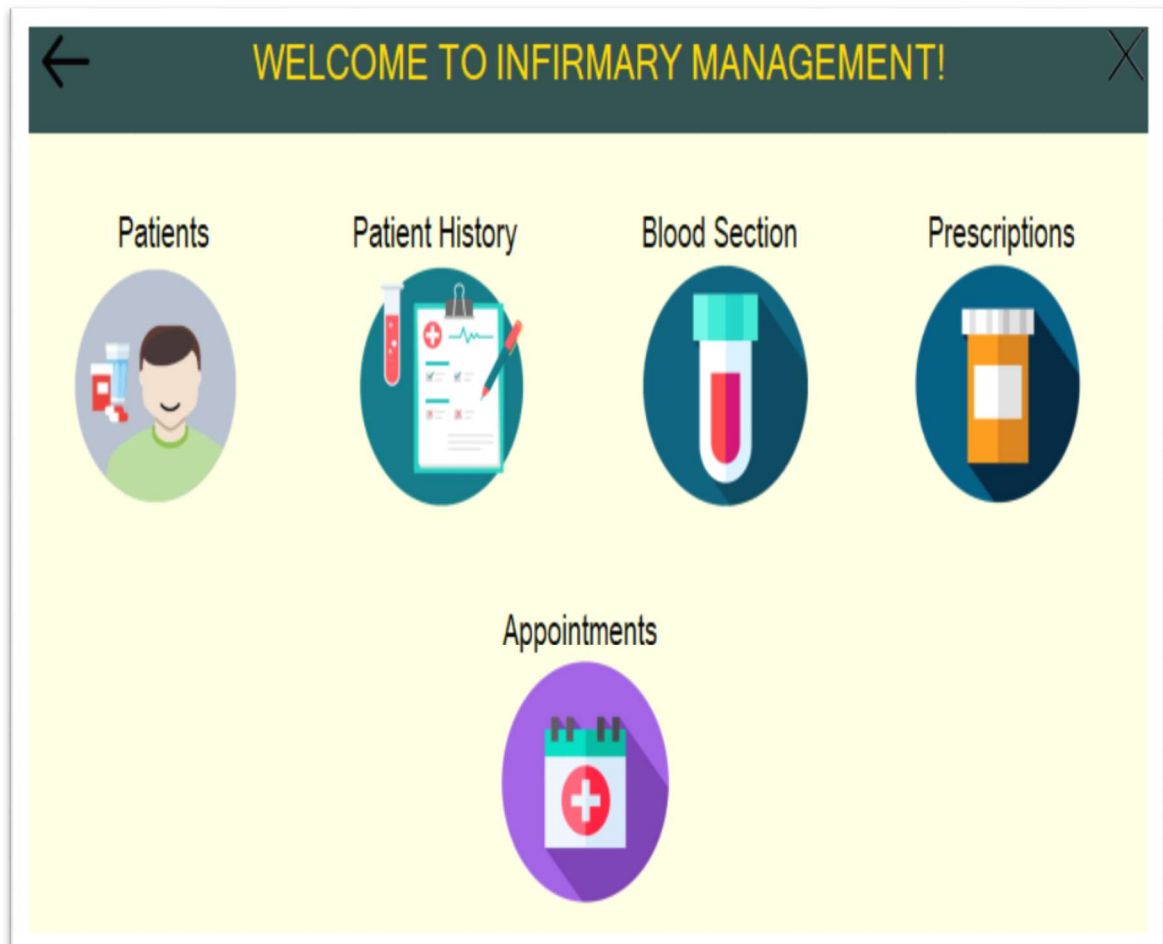 WELCOME TO INFIRMARY MANAGEMENT!
Patients
Patient History
Blood Section
Prescriptions
Appointments